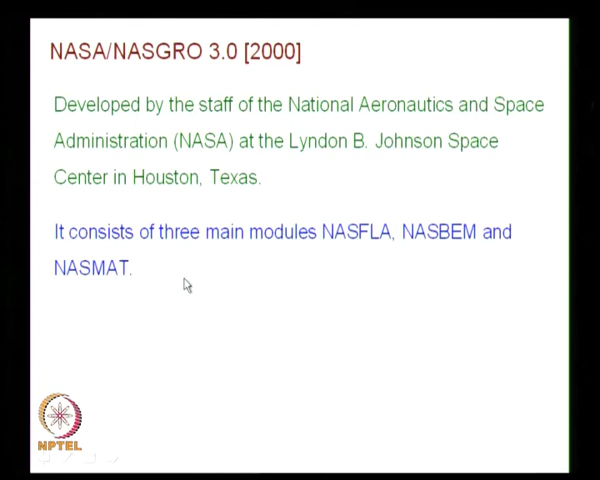 NASA/NASGRO 3.0 [2000]
Developed by the staff of the National Aeronautics and Space
Administration (NASA) at the Lyndon B. Johnson Space
Center in Houston, Texas.
It consists of three main modules NASFLA, NASBEM and
NASMAT.
NPTEL